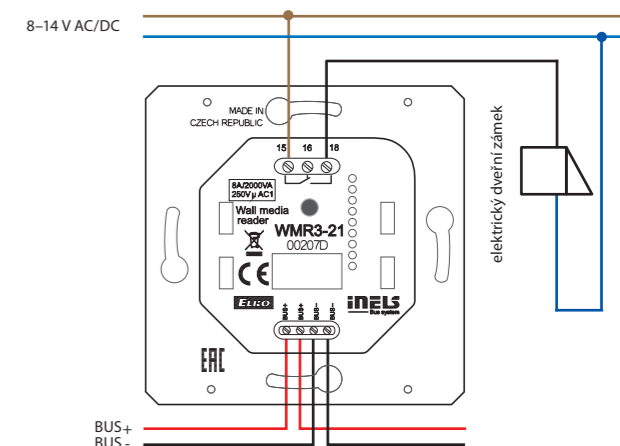 8–14 V AC/DC
MADE IN
CZECH REPUBLIC
15 16 18
8A/2000VA
250V µ AC1
Wall media
reader
WMR3-21
00207D
CE
ELKO
iNELS
Bus system
BUS+ BUS+ BUS– BUS–
EAC
elektrický dveřní zámek
BUS+
BUS -